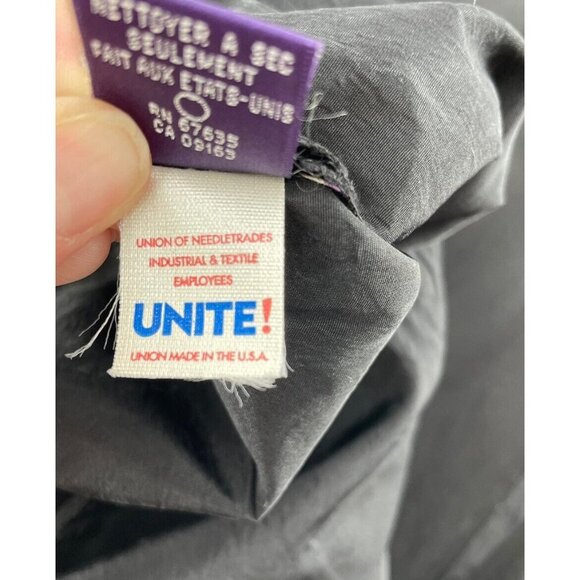 NETTOYER A SEC
SEULEMENT
FAIT AUX ETATS-UNIS
RN 67635
CA 09163
UNION OF NEEDLETRADES
INDUSTRIAL & TEXTILE
EMPLOYEES
UNITE!
UNION MADE IN THE U.S.A.